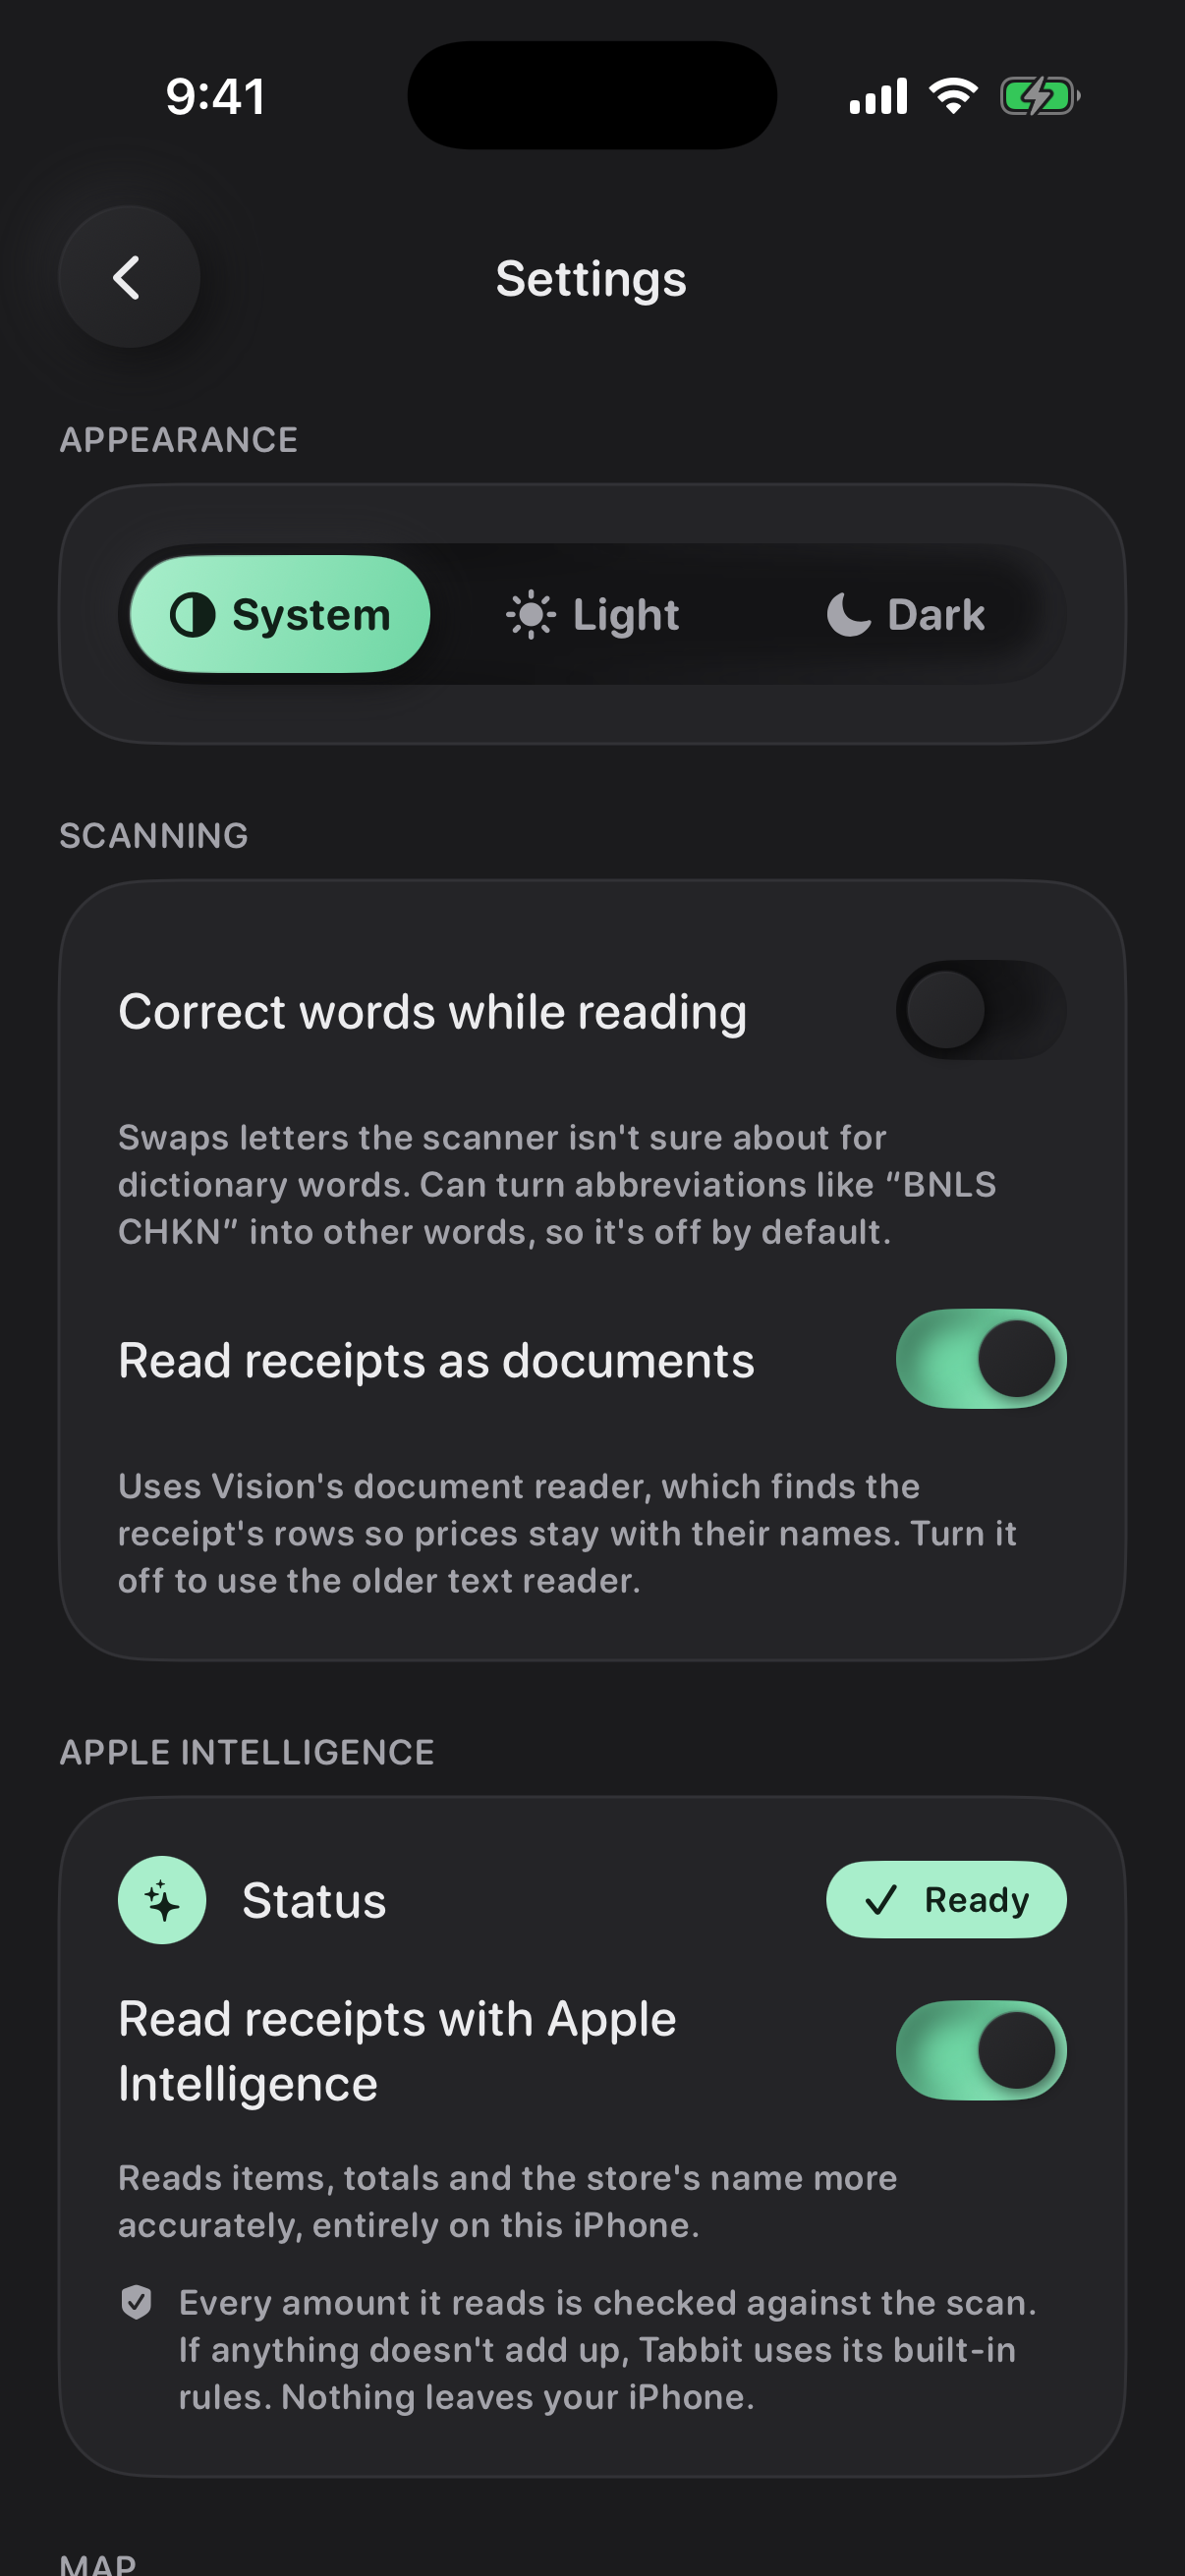 9:41
Settings
APPEARANCE
System
Light
Dark
SCANNING
Correct words while reading
Swaps letters the scanner isn't sure about for
dictionary words. Can turn abbreviations like “BNLS
CHKN” into other words, so it's off by default.
Read receipts as documents
Uses Vision's document reader, which finds the
receipt's rows so prices stay with their names. Turn it
off to use the older text reader.
APPLE INTELLIGENCE
Status
Ready
Read receipts with Apple
Intelligence
Reads items, totals and the store's name more
accurately, entirely on this iPhone.
Every amount it reads is checked against the scan.
If anything doesn't add up, Tabbit uses its built-in
rules. Nothing leaves your iPhone.
MAP